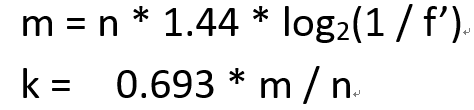 m = n * 1.44 * log₂(1 / f’)
k =    0.693 * m / n